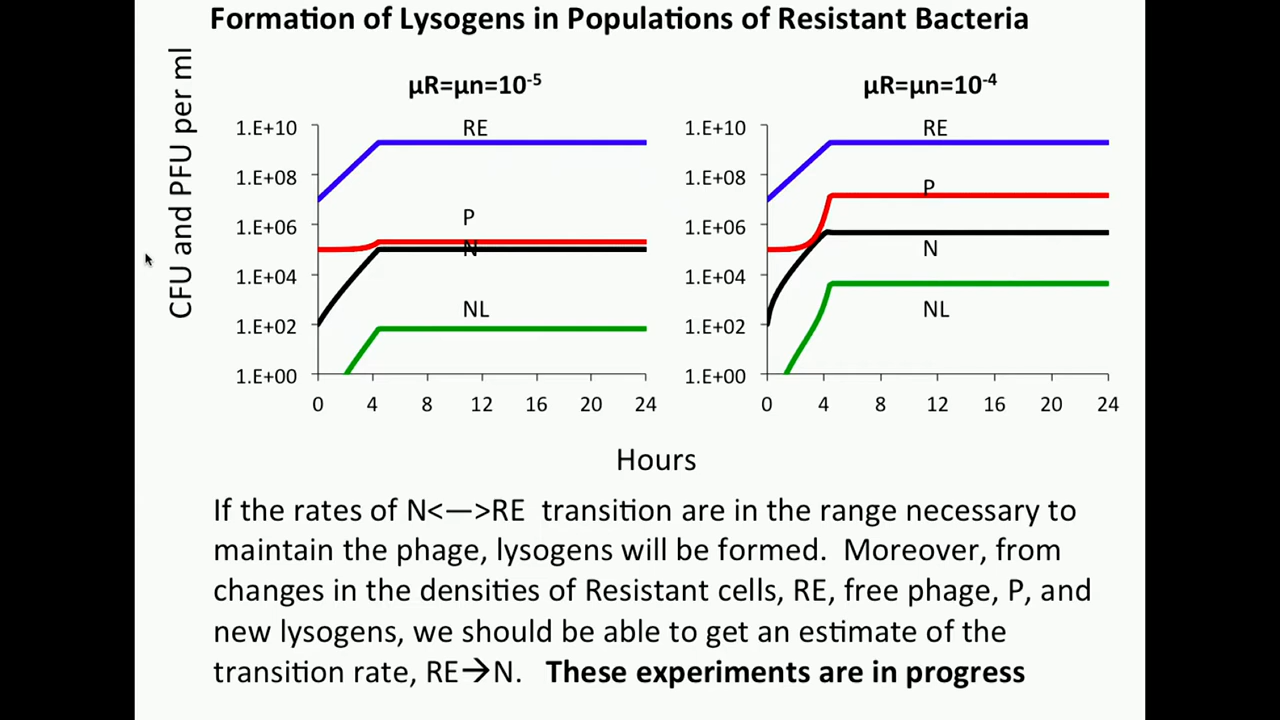 Formation of Lysogens in Populations of Resistant Bacteria
CFU and PFU per ml
μR=μn=10-5
1.E+10
1.E+08
1.E+06
1.E+04
1.E+02
1.E+00
RE
P
N
NL
0 4 8 12 16 20 24
μR=μn=10-4
1.E+10
1.E+08
1.E+06
1.E+04
1.E+02
1.E+00
RE
P
N
NL
0 4 8 12 16 20 24
Hours
If the rates of N<—>RE transition are in the range necessary to
maintain the phage, lysogens will be formed. Moreover, from
changes in the densities of Resistant cells, RE, free phage, P, and
new lysogens, we should be able to get an estimate of the
transition rate, RE→N. These experiments are in progress